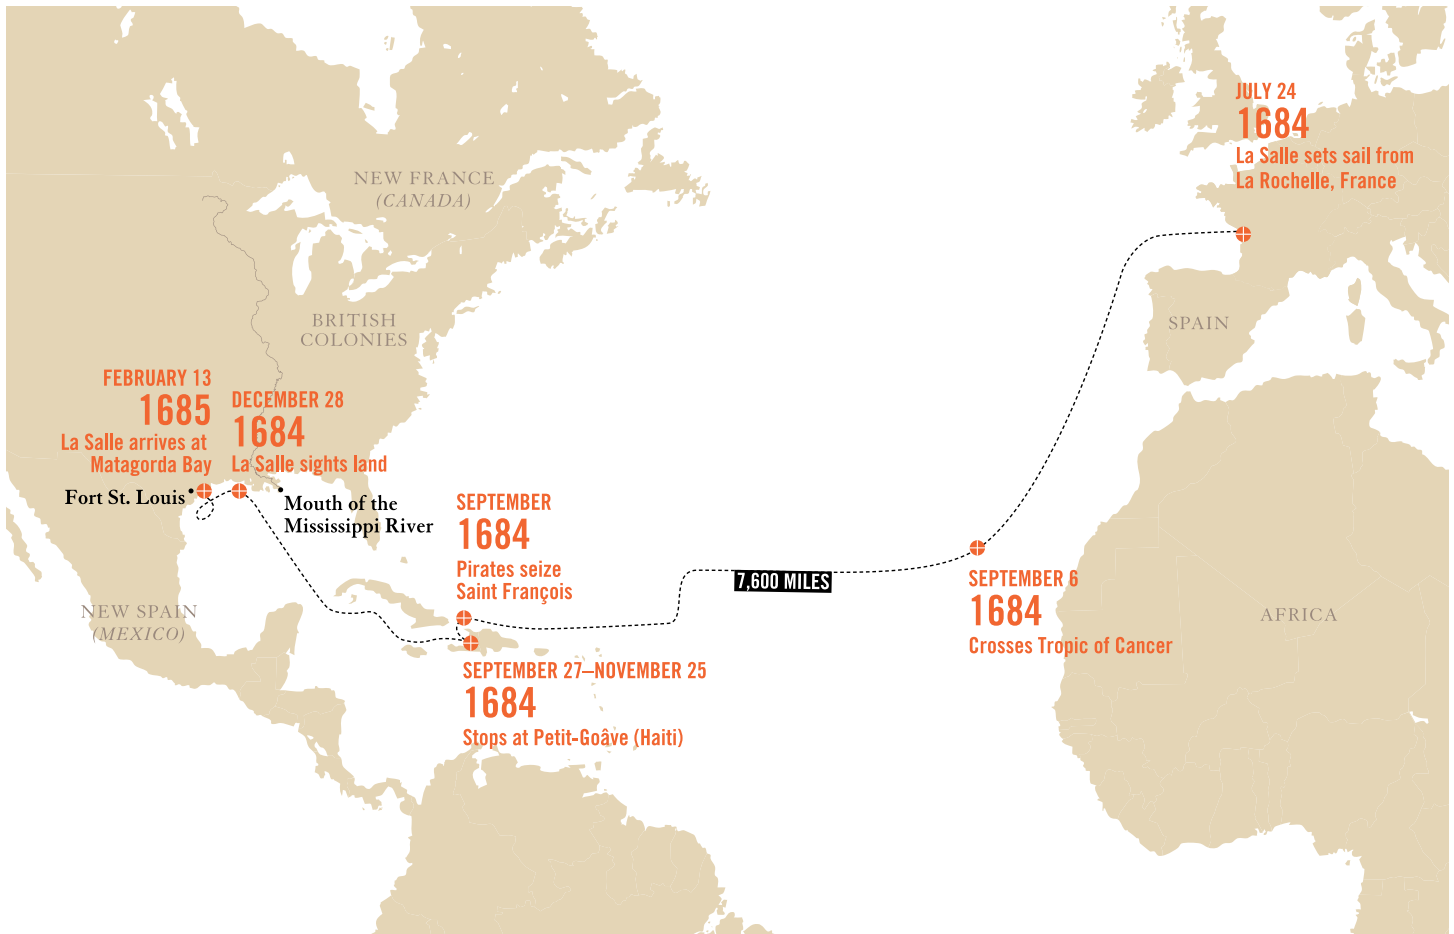 JULY 24
1684
La Salle sets sail from
La Rochelle, France
NEW FRANCE
(CANADA)
BRITISH
COLONIES
SPAIN
FEBRUARY 13
1685
La Salle arrives at
Matagorda Bay
DECEMBER 28
1684
La Salle sights land
Fort St. Louis
Mouth of the
Mississippi River
SEPTEMBER
1684
Pirates seize
Saint François
7,600 MILES
SEPTEMBER 6
1684
Crosses Tropic of Cancer
NEW SPAIN
(MEXICO)
AFRICA
SEPTEMBER 27–NOVEMBER 25
1684
Stops at Petit-Goâve (Haiti)